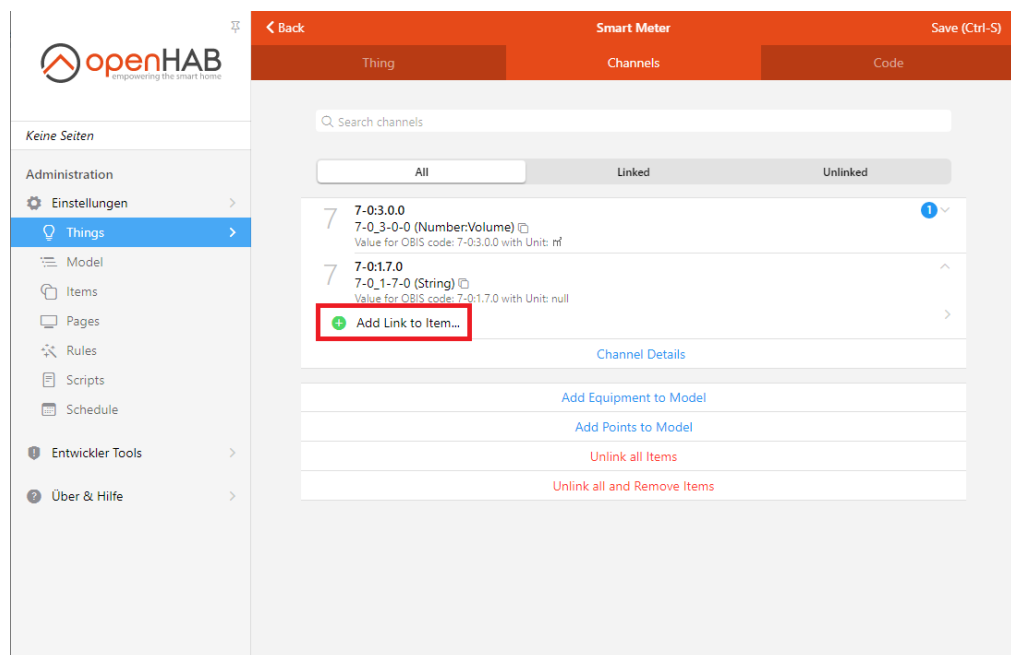 openHAB
empowering the smart home
Back
Smart Meter
Save (Ctrl-S)
Thing
Channels
Code
Keine Seiten
Administration
Einstellungen
Things
Model
Items
Pages
Rules
Scripts
Schedule
Entwickler Tools
Über & Hilfe
Search channels
All
Linked
Unlinked
7
7-0:3.0.0
7-0_3-0-0 (Number:Volume)
Value for OBIS code: 7-0:3.0.0 with Unit: m³
1
7
7-0:1.7.0
7-0_1-7-0 (String)
Value for OBIS code: 7-0:1.7.0 with Unit: null
Add Link to Item...
Channel Details
Add Equipment to Model
Add Points to Model
Unlink all Items
Unlink all and Remove Items